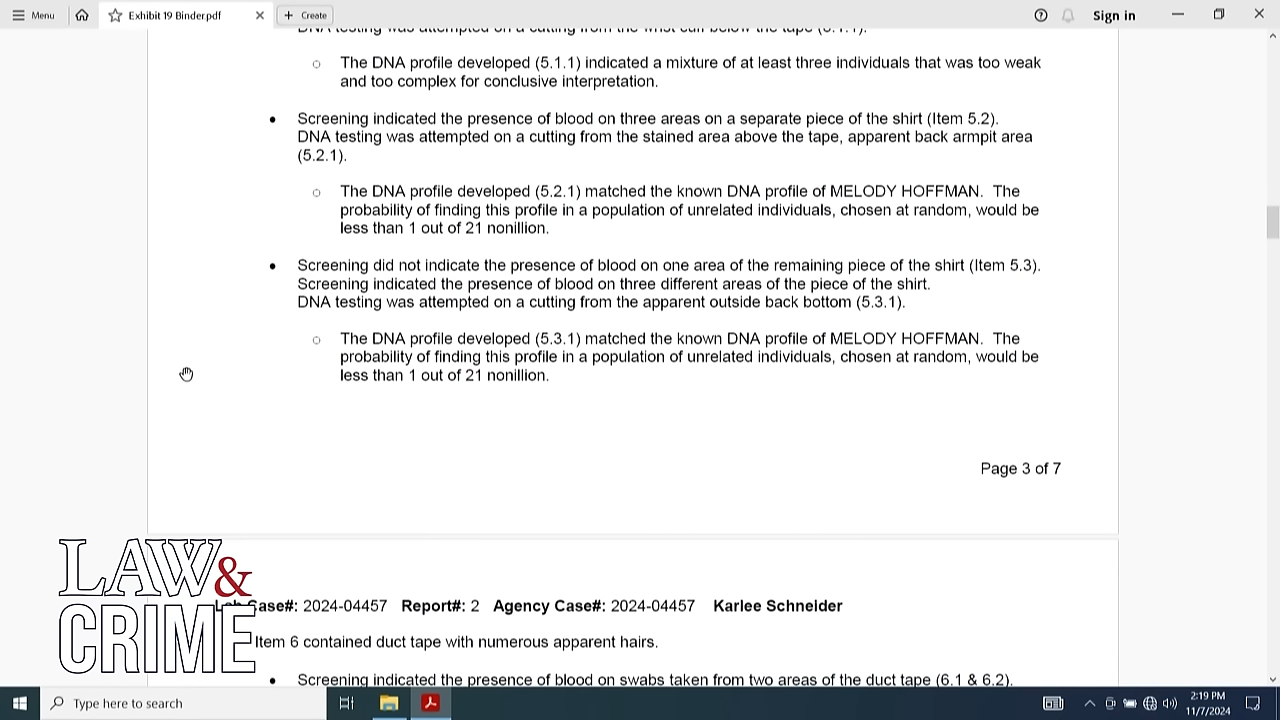 Menu
Exhibit 19 Binder.pdf
Create
Sign in
The DNA profile developed (5.1.1) indicated a mixture of at least three individuals that was too weak
and too complex for conclusive interpretation.
Screening indicated the presence of blood on three areas on a separate piece of the shirt (Item 5.2).
DNA testing was attempted on a cutting from the stained area above the tape, apparent back armpit area
(5.2.1).
The DNA profile developed (5.2.1) matched the known DNA profile of MELODY HOFFMAN. The
probability of finding this profile in a population of unrelated individuals, chosen at random, would be
less than 1 out of 21 nonillion.
Screening did not indicate the presence of blood on one area of the remaining piece of the shirt (Item 5.3).
Screening indicated the presence of blood on three different areas of the piece of the shirt.
DNA testing was attempted on a cutting from the apparent outside back bottom (5.3.1).
The DNA profile developed (5.3.1) matched the known DNA profile of MELODY HOFFMAN. The
probability of finding this profile in a population of unrelated individuals, chosen at random, would be
less than 1 out of 21 nonillion.
Page 3 of 7
LAW&
CRIME
Case#: 2024-04457 Report#: 2 Agency Case#: 2024-04457 Karlee Schneider
Item 6 contained duct tape with numerous apparent hairs.
Screening indicated the presence of blood on swabs taken from two areas of the duct tape (6.1 & 6.2).
Type here to search
2:19 PM
11/7/2024